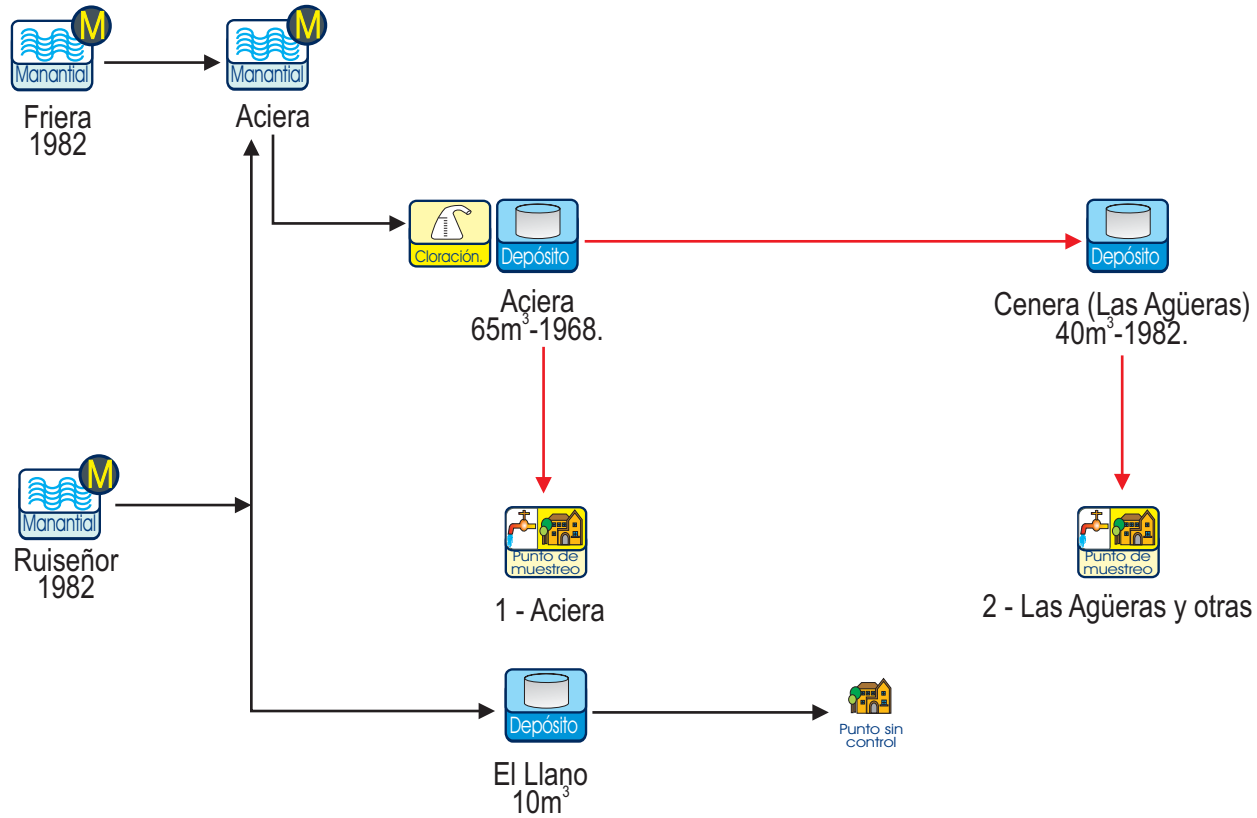 M
Manantial
Friera
1982
M
Manantial
Aciera
Cloración.
Depósito
Aciera
65m³-1968.
Depósito
Cenera (Las Agüeras)
40m³-1982.
M
Manantial
Ruiseñor
1982
Punto de
muestreo
1 - Aciera
Punto de
muestreo
2 - Las Agüeras y otras
Depósito
El Llano
10m³
Punto sin
control